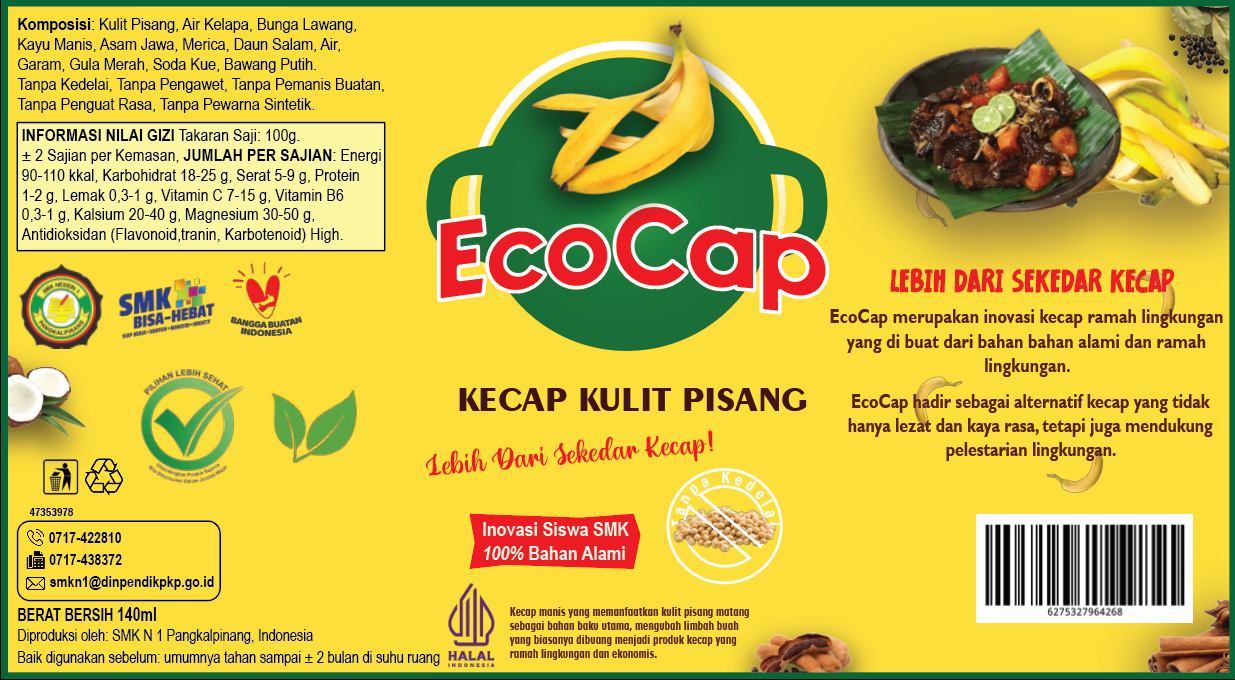 Komposisi: Kulit Pisang, Air Kelapa, Bunga Lawang,
Kayu Manis, Asam Jawa, Merica, Daun Salam, Air,
Garam, Gula Merah, Soda Kue, Bawang Putih.
Tanpa Kedelai, Tanpa Pengawet, Tanpa Pemanis Buatan,
Tanpa Penguat Rasa, Tanpa Pewarna Sintetik.
INFORMASI NILAI GIZI Takaran Saji: 100g.
± 2 Sajian per Kemasan, JUMLAH PER SAJIAN: Energi
90-110 kkal, Karbohidrat 18-25 g, Serat 5-9 g, Protein
1-2 g, Lemak 0,3-1 g, Vitamin C 7-15 g, Vitamin B6
0,3-1 g, Kalsium 20-40 g, Magnesium 30-50 g,
Antidioksidan (Flavonoid,tranin, Karbotenoid) High.
SMK NEGERI 1
PANGKALPINANG
SMK
BISA-HEBAT
SIAP KERJA • SANTUN • MANDIRI • KREATIF
BANGGA BUATAN
INDONESIA
PILIHAN LEBIH SEHAT
47353978
0717-422810
0717-438372
smkn1@dinpendikpkp.go.id
BERAT BERSIH 140ml
Diproduksi oleh: SMK N 1 Pangkalpinang, Indonesia
Baik digunakan sebelum: umumnya tahan sampai ± 2 bulan di suhu ruang
EcoCap
KECAP KULIT PISANG
Lebih Dari Sekedar Kecap!
Inovasi Siswa SMK
100% Bahan Alami
Tanpa Kedelai
HALAL
INDONESIA
Kecap manis yang memanfaatkan kulit pisang matang
sebagai bahan baku utama, mengubah limbah buah
yang biasanya dibuang menjadi produk kecap yang
ramah lingkungan dan ekonomis.
LEBIH DARI SEKEDAR KECAP
EcoCap merupakan inovasi kecap ramah lingkungan
yang di buat dari bahan bahan alami dan ramah
lingkungan.
EcoCap hadir sebagai alternatif kecap yang tidak
hanya lezat dan kaya rasa, tetapi juga mendukung
pelestarian lingkungan.
6275327964268